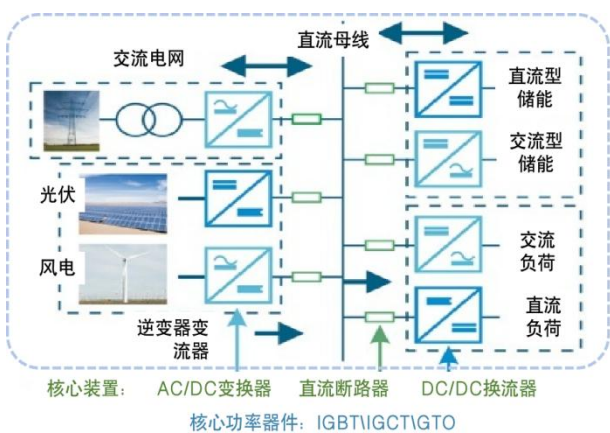 直流母线
交流电网
直流型
储能
交流型
储能
光伏
风电
交流
负荷
直流
负荷
逆变器变
流器
核心装置: AC/DC变换器 直流断路器 DC/DC换流器
核心功率器件: IGBT\IGCT\GTO